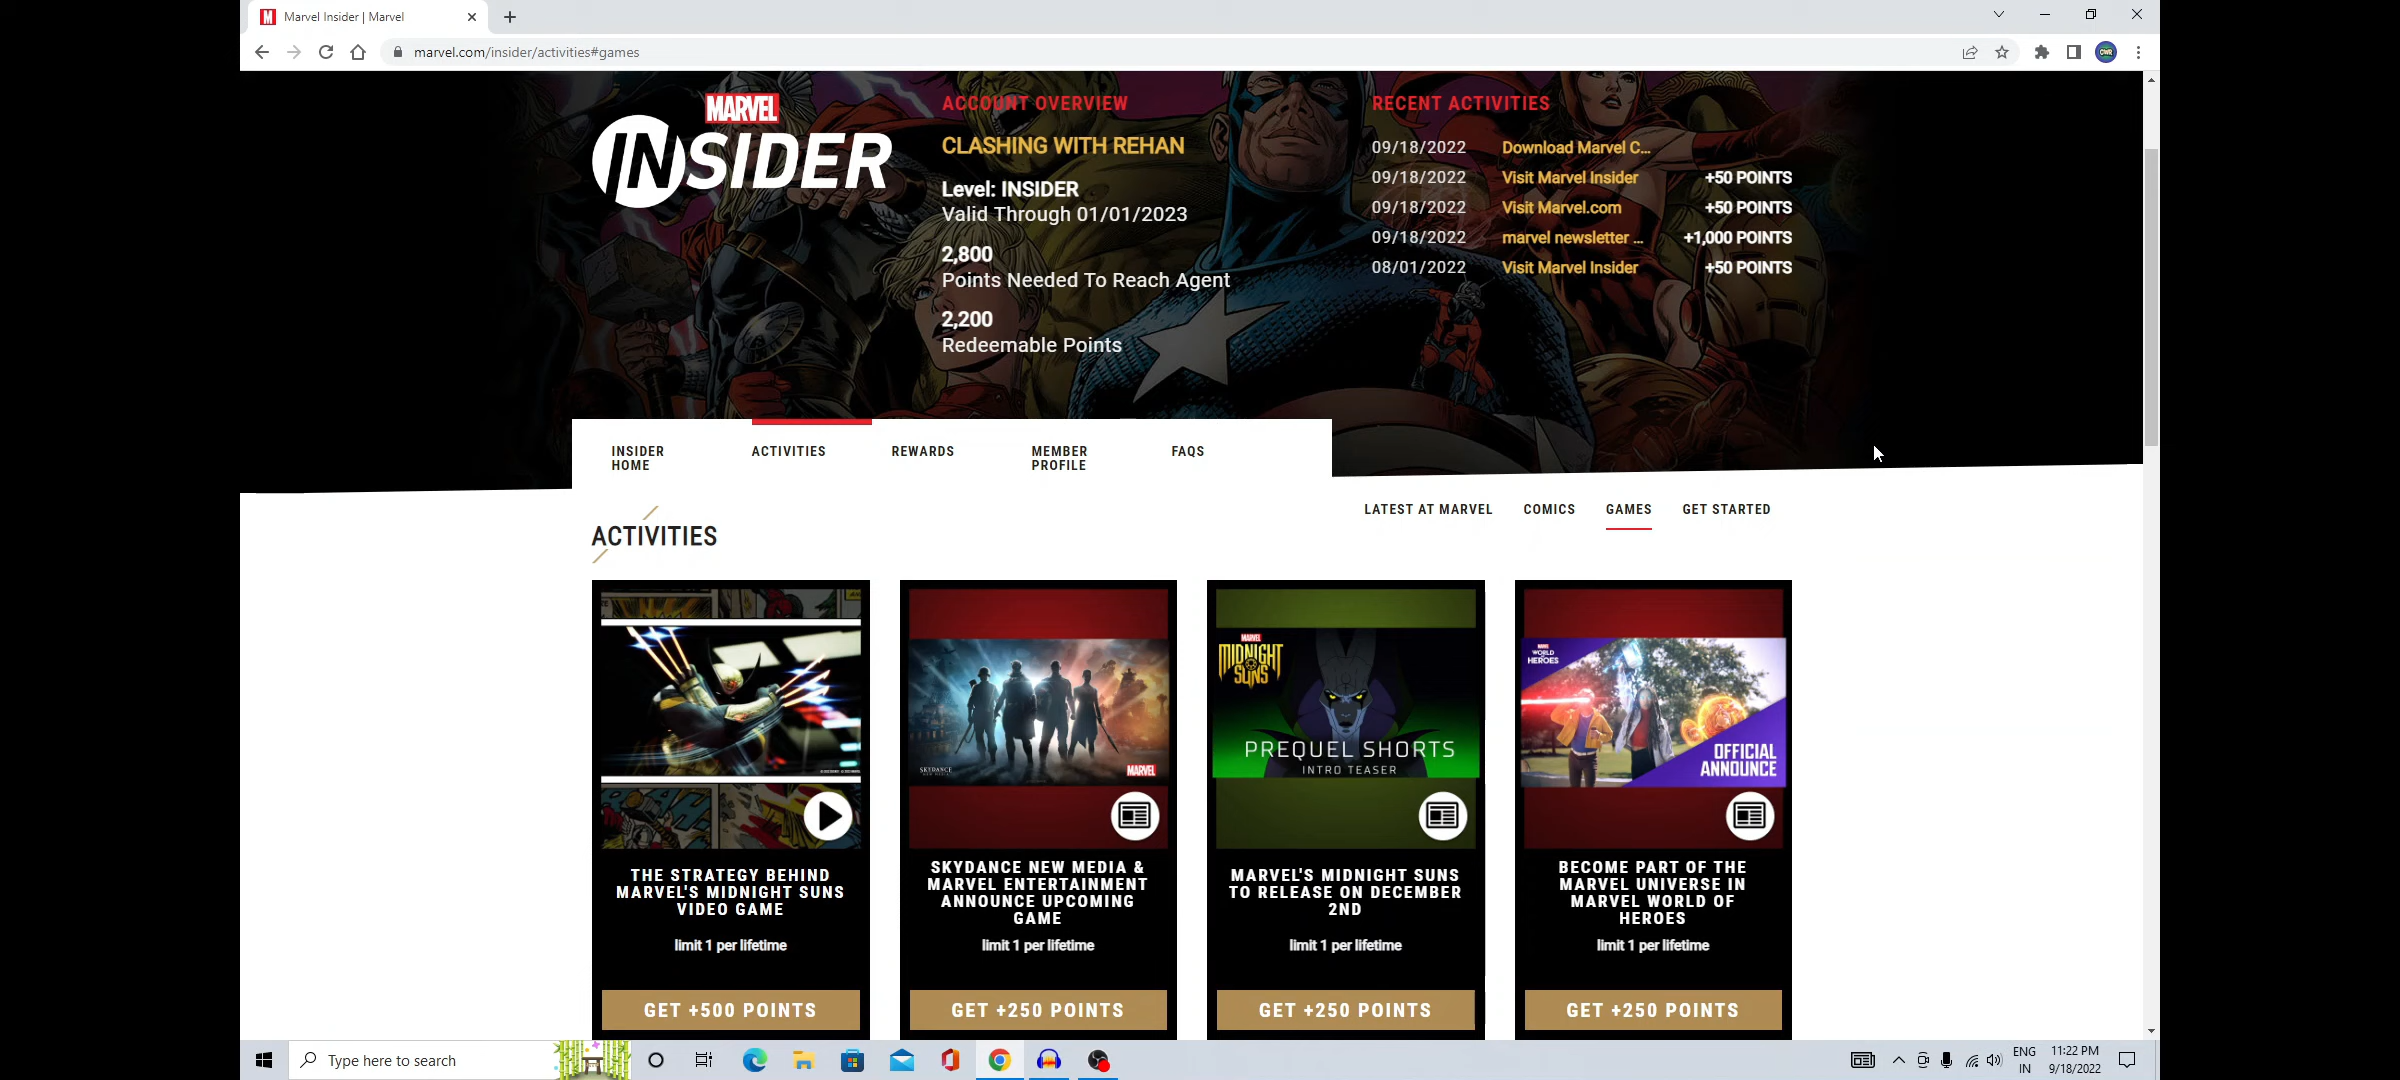 Marvel Insider | Marvel
marvel.com/insider/activities#games
MARVEL
INSIDER
ACCOUNT OVERVIEW
CLASHING WITH REHAN
Level: INSIDER
Valid Through 01/01/2023
2,800
Points Needed To Reach Agent
2,200
Redeemable Points
RECENT ACTIVITIES
09/18/2022 Download Marvel C...
09/18/2022 Visit Marvel Insider +50 POINTS
09/18/2022 Visit Marvel.com +50 POINTS
09/18/2022 marvel newsletter ... +1,000 POINTS
08/01/2022 Visit Marvel Insider +50 POINTS
INSIDER
HOME
ACTIVITIES
REWARDS
MEMBER
PROFILE
FAQS
LATEST AT MARVEL COMICS GAMES GET STARTED
ACTIVITIES
THE STRATEGY BEHIND
MARVEL'S MIDNIGHT SUNS
VIDEO GAME
limit 1 per lifetime
GET +500 POINTS
SKYDANCE
MARVEL
SKYDANCE NEW MEDIA &
MARVEL ENTERTAINMENT
ANNOUNCE UPCOMING
GAME
limit 1 per lifetime
GET +250 POINTS
MARVEL
MIDNIGHT
SUNS
PREQUEL SHORTS
INTRO TEASER
MARVEL'S MIDNIGHT SUNS
TO RELEASE ON DECEMBER
2ND
limit 1 per lifetime
GET +250 POINTS
MARVEL
WORLD
OF
HEROES
OFFICIAL
ANNOUNCE
BECOME PART OF THE
MARVEL UNIVERSE IN
MARVEL WORLD OF
HEROES
limit 1 per lifetime
GET +250 POINTS
Type here to search
ENG
IN
11:22 PM
9/18/2022